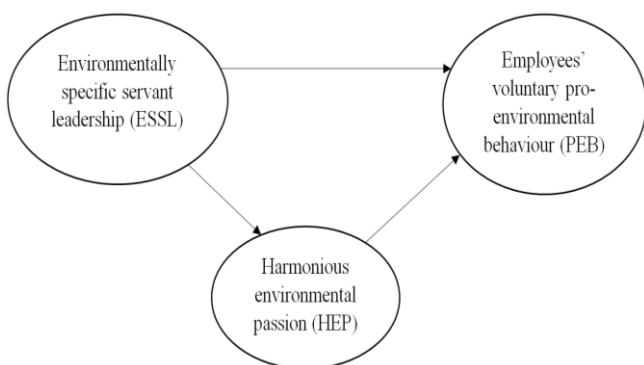 Environmentally
specific servant
leadership (ESSL)
Employees’
voluntary pro-
environmental
behaviour (PEB)
Harmonious
environmental
passion (HEP)